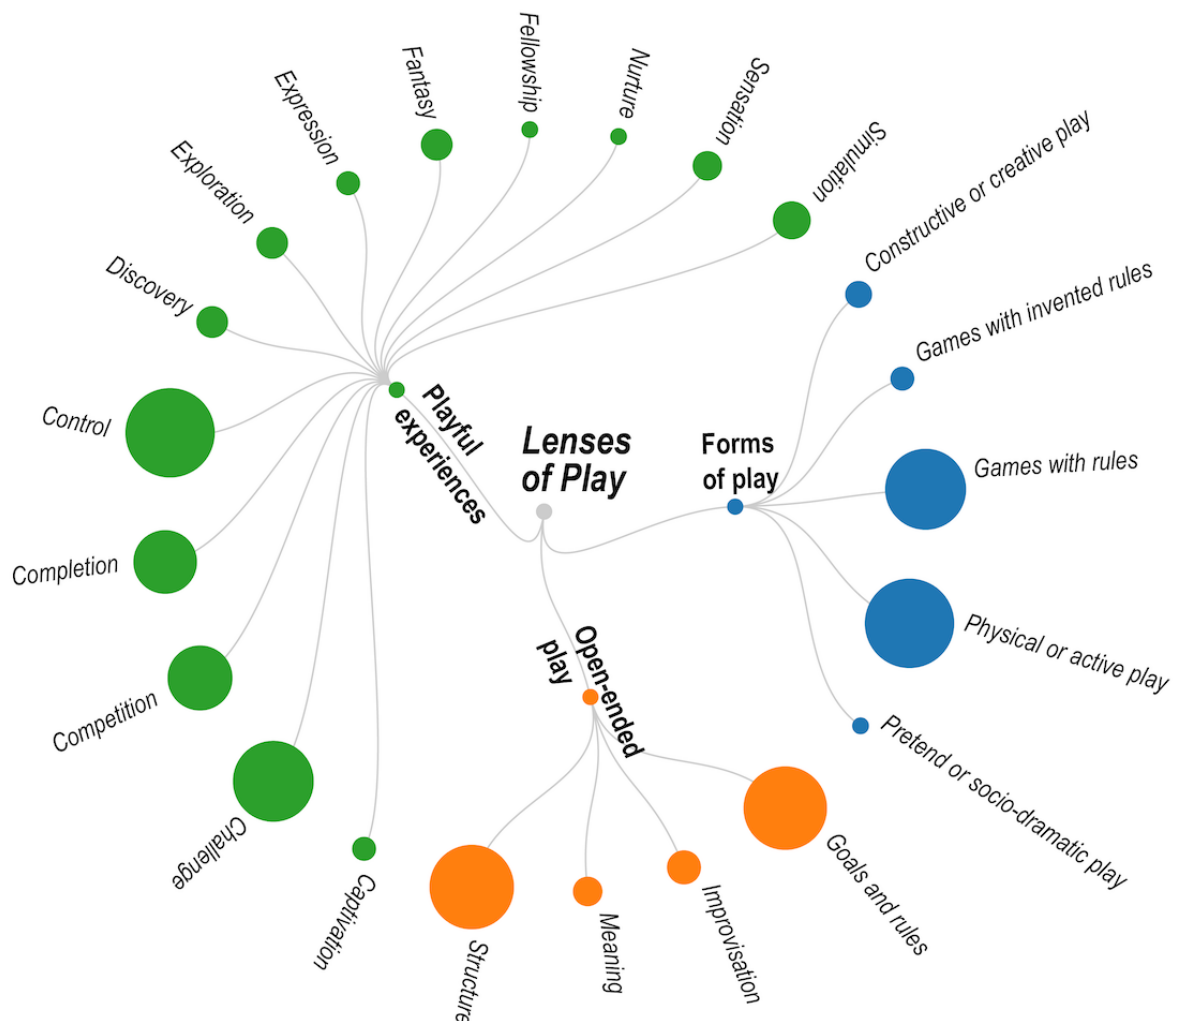 Lenses
of Play
Playful
experiences
Fellowship
Nurture
Fantasy
Sensation
Expression
Simulation
Exploration
Constructive or creative play
Discovery
Games with invented rules
Control
Forms
of play
Games with rules
Completion
Physical or active play
Competition
Open-ended
play
Pretend or socio-dramatic play
Challenge
Captivation
Structure
Meaning
Improvisation
Goals and rules